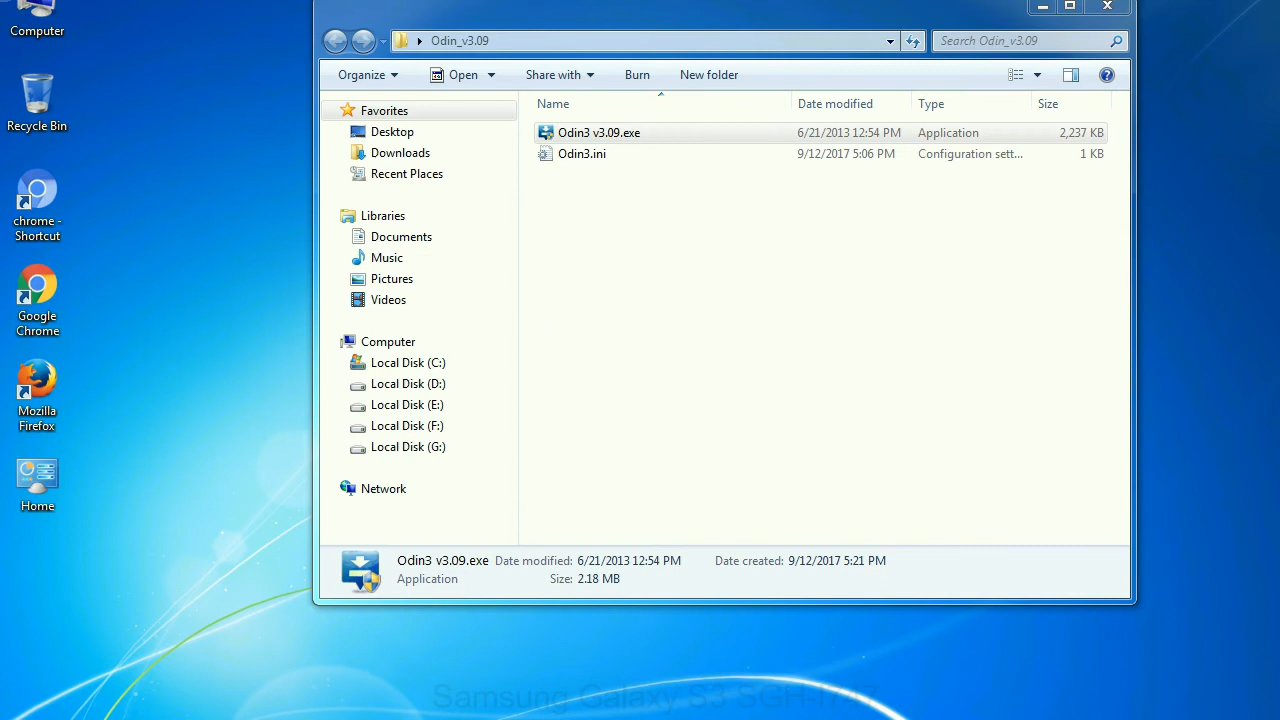 Computer
Recycle Bin
chrome -
Shortcut
Google
Chrome
Mozilla
Firefox
Home
Odin_v3.09
Search Odin_v3.09
Organize
Open
Share with
Burn
New folder
Favorites
Desktop
Downloads
Recent Places
Libraries
Documents
Music
Pictures
Videos
Computer
Local Disk (C:)
Local Disk (D:)
Local Disk (E:)
Local Disk (F:)
Local Disk (G:)
Network
Name Date modified Type Size
Odin3 v3.09.exe 6/21/2013 12:54 PM Application 2,237 KB
Odin3.ini 9/12/2017 5:06 PM Configuration sett... 1 KB
Odin3 v3.09.exe Date modified: 6/21/2013 12:54 PM Date created: 9/12/2017 5:21 PM
Application Size: 2.18 MB
Samsung Galaxy S3 SGH-I747